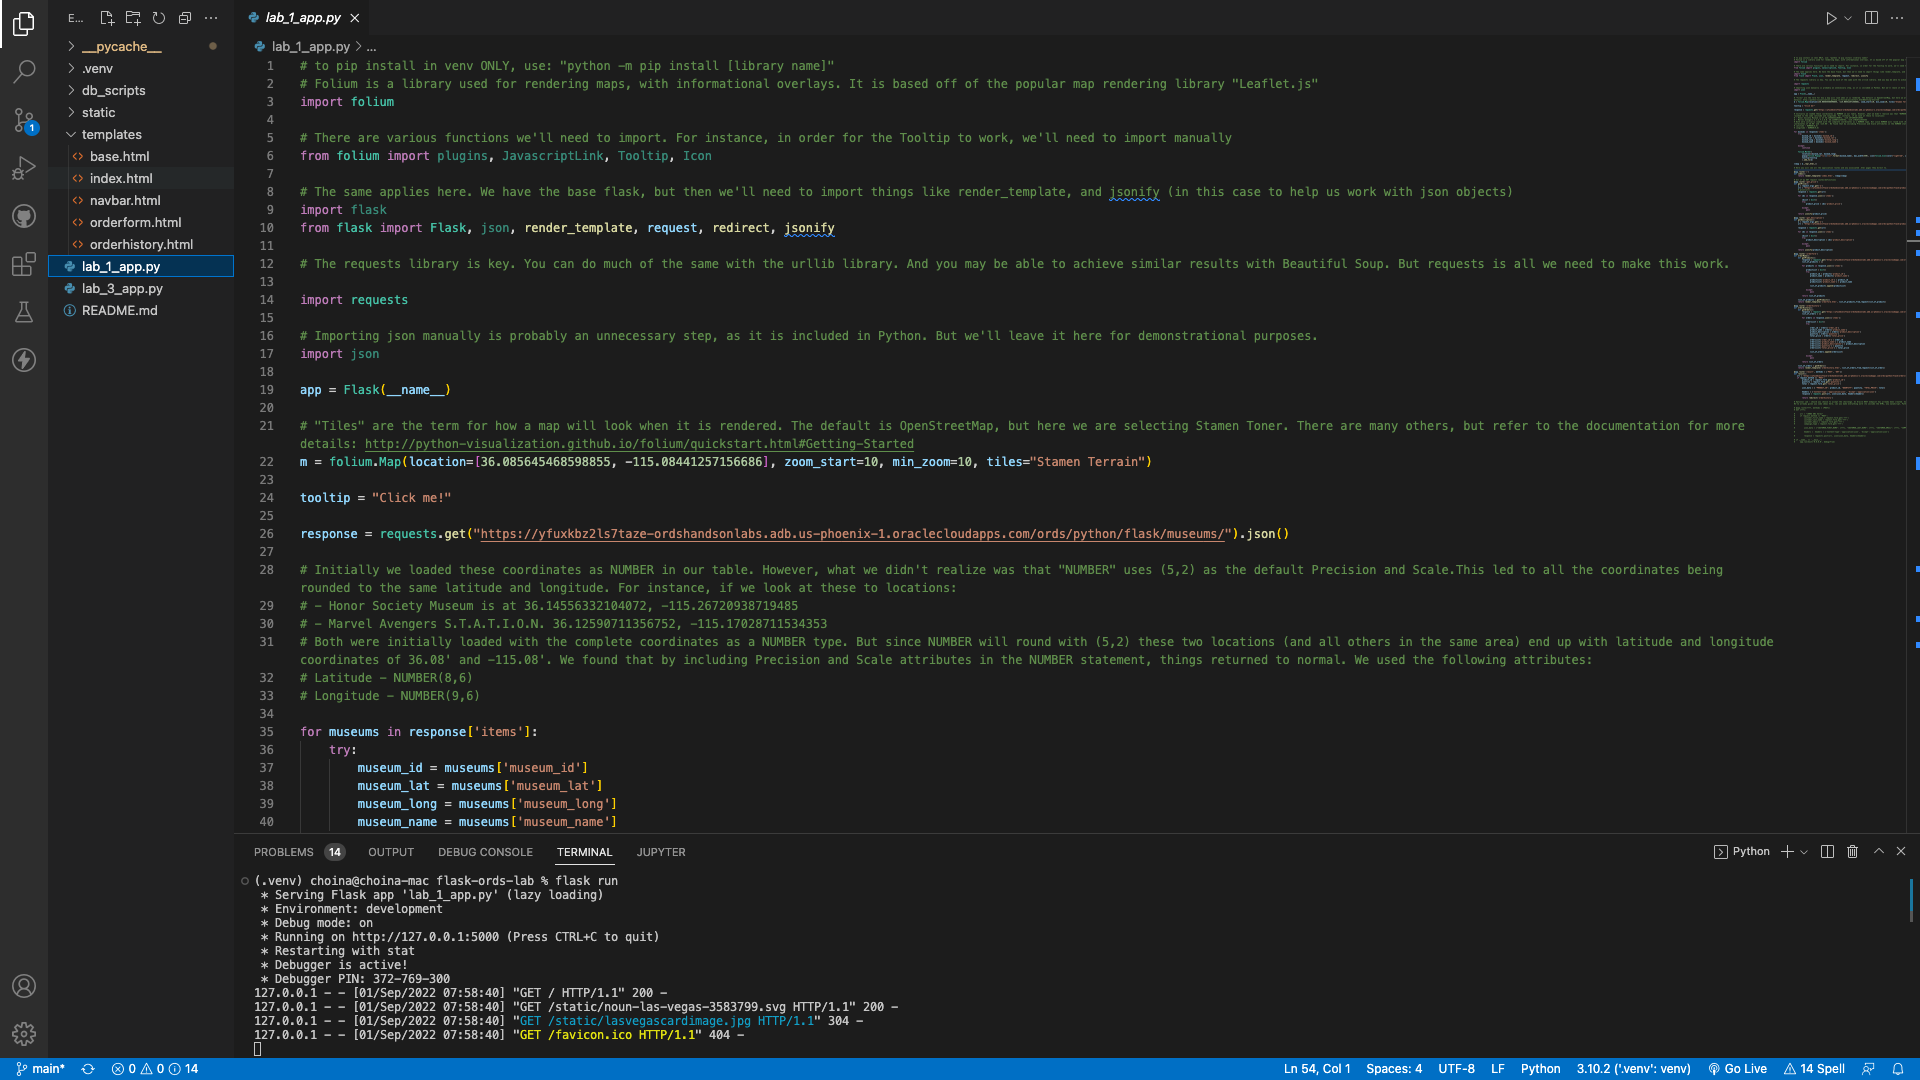 E...
__pycache__
.venv
db_scripts
static
templates
base.html
index.html
navbar.html
orderform.html
orderhistory.html
lab_1_app.py
lab_3_app.py
README.md
1
lab_1_app.py
lab_1_app.py > ...
1 # to pip install in venv ONLY, use: "python -m pip install [library name]"
2 # Folium is a library used for rendering maps, with informational overlays. It is based off of the popular map rendering library "Leaflet.js"
3 import folium
4
5 # There are various functions we'll need to import. For instance, in order for the Tooltip to work, we'll need to import manually
6 from folium import plugins, JavascriptLink, Tooltip, Icon
7
8 # The same applies here. We have the base flask, but then we'll need to import things like render_template, and jsonify (in this case to help us work with json objects)
9 import flask
10 from flask import Flask, json, render_template, request, redirect, jsonify
11
12 # The requests library is key. You can do much of the same with the urllib library. And you may be able to achieve similar results with Beautiful Soup. But requests is all we need to make this work.
13
14 import requests
15
16 # Importing json manually is probably an unnecessary step, as it is included in Python. But we'll leave it here for demonstrational purposes.
17 import json
18
19 app = Flask(__name__)
20
21 # "Tiles" are the term for how a map will look when it is rendered. The default is OpenStreetMap, but here we are selecting Stamen Toner. There are many others, but refer to the documentation for more
details: http://python-visualization.github.io/folium/quickstart.html#Getting-Started
22 m = folium.Map(location=[36.085645468598855, -115.08441257156686], zoom_start=10, min_zoom=10, tiles="Stamen Terrain")
23
24 tooltip = "Click me!"
25
26 response = requests.get("https://yfuxkbz2ls7taze-ordshandsonlabs.adb.us-phoenix-1.oraclecloudapps.com/ords/python/flask/museums/").json()
27
28 # Initially we loaded these coordinates as NUMBER in our table. However, what we didn't realize was that "NUMBER" uses (5,2) as the default Precision and Scale.This led to all the coordinates being
rounded to the same latitude and longitude. For instance, if we look at these to locations:
29 # - Honor Society Museum is at 36.14556332104072, -115.26720938719485
30 # - Marvel Avengers S.T.A.T.I.O.N. 36.12590711356752, -115.17028711534353
31 # Both were initially loaded with the complete coordinates as a NUMBER type. But since NUMBER will round with (5,2) these two locations (and all others in the same area) end up with latitude and longitude
coordinates of 36.08' and -115.08'. We found that by including Precision and Scale attributes in the NUMBER statement, things returned to normal. We used the following attributes:
32 # Latitude - NUMBER(8,6)
33 # Longitude - NUMBER(9,6)
34
35 for museums in response['items']:
36 try:
37 museum_id = museums['museum_id']
38 museum_lat = museums['museum_lat']
39 museum_long = museums['museum_long']
40 museum_name = museums['museum_name']
PROBLEMS 14 OUTPUT DEBUG CONSOLE TERMINAL JUPYTER Python
(.venv) choina@choina-mac flask-ords-lab % flask run
* Serving Flask app 'lab_1_app.py' (lazy loading)
* Environment: development
* Debug mode: on
* Running on http://127.0.0.1:5000 (Press CTRL+C to quit)
* Restarting with stat
* Debugger is active!
* Debugger PIN: 372-769-300
127.0.0.1 - - [01/Sep/2022 07:58:40] "GET / HTTP/1.1" 200 -
127.0.0.1 - - [01/Sep/2022 07:58:40] "GET /static/noun-las-vegas-3583799.svg HTTP/1.1" 200 -
127.0.0.1 - - [01/Sep/2022 07:58:40] "GET /static/lasvegascardimage.jpg HTTP/1.1" 304 -
127.0.0.1 - - [01/Sep/2022 07:58:40] "GET /favicon.ico HTTP/1.1" 404 -
main* 0 0 14 Ln 54, Col 1 Spaces: 4 UTF-8 LF Python 3.10.2 ('.venv': venv) Go Live 14 Spell